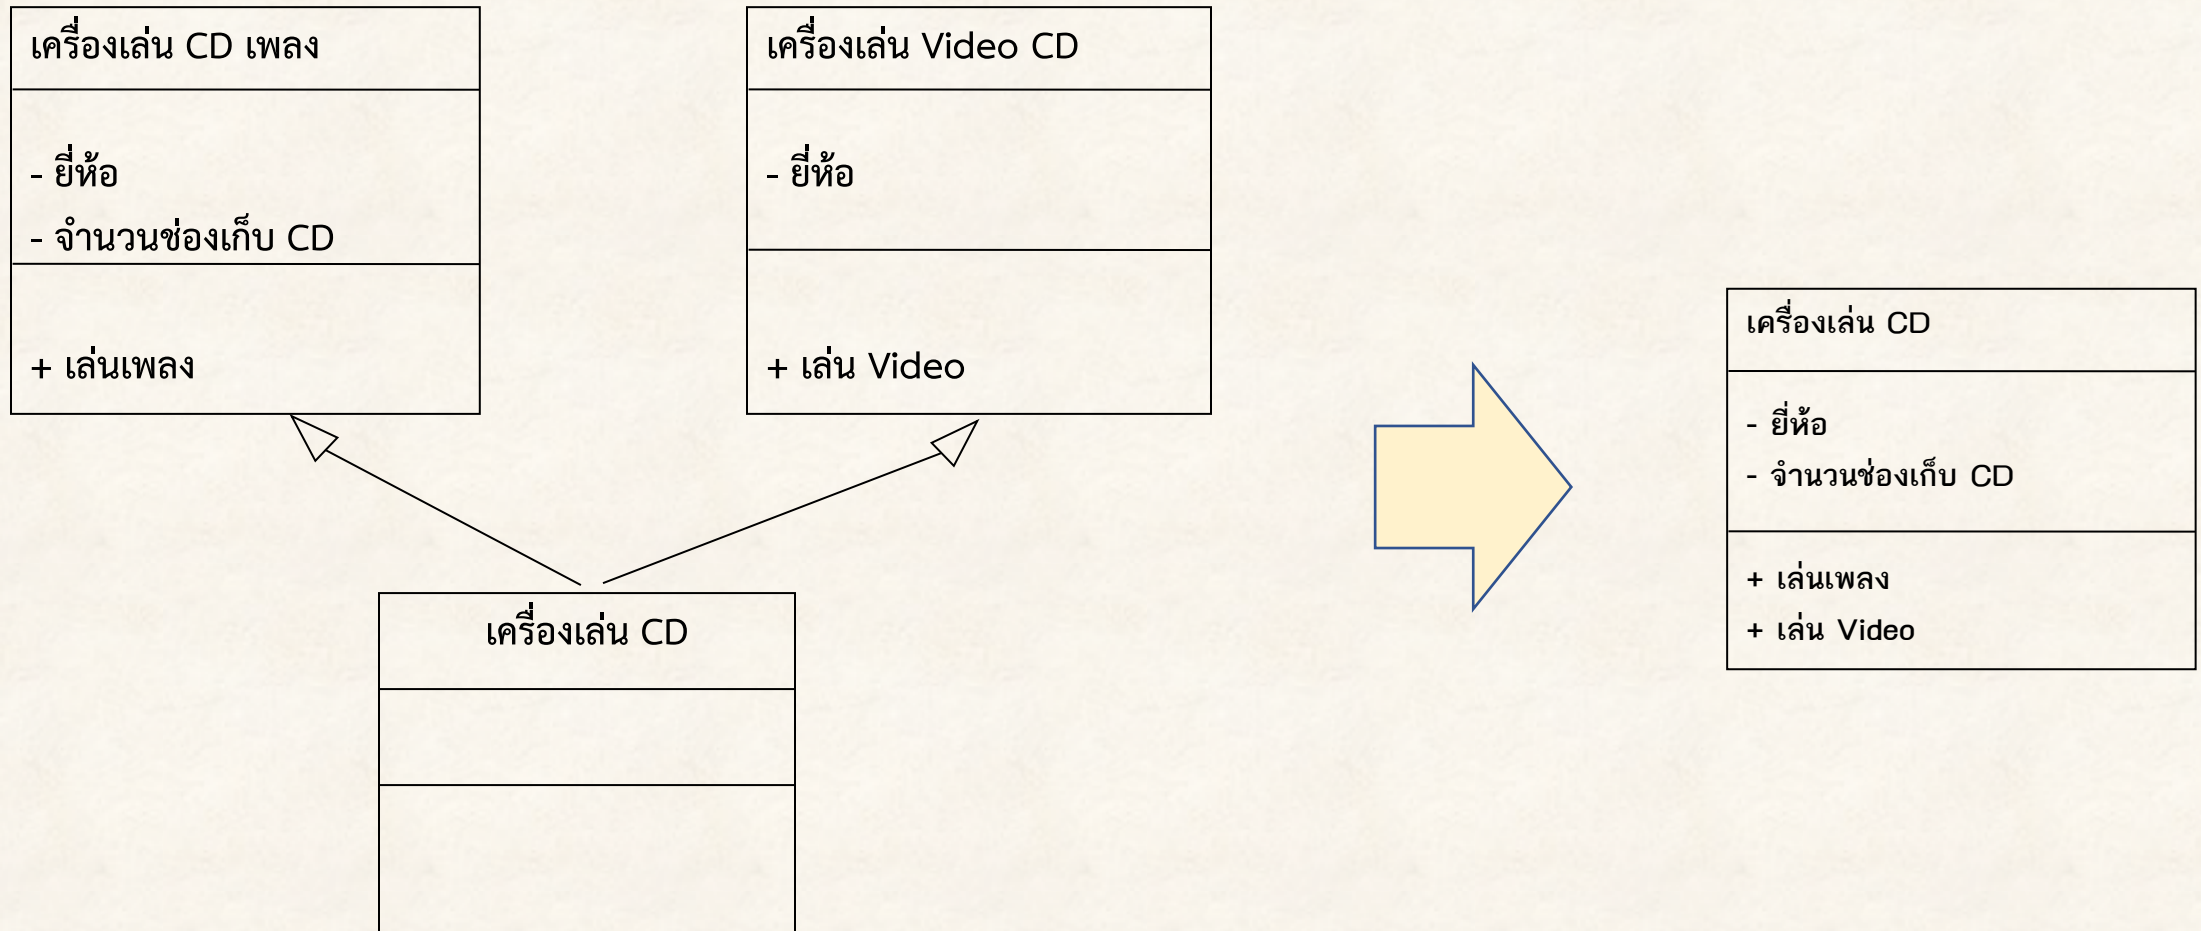 เครื่องเล่น CD เพลง
- ยี่ห้อ
- จำนวนช่องเก็บ CD
+ เล่นเพลง
เครื่องเล่น Video CD
- ยี่ห้อ
+ เล่น Video
เครื่องเล่น CD
เครื่องเล่น CD
- ยี่ห้อ
- จำนวนช่องเก็บ CD
+ เล่นเพลง
+ เล่น Video